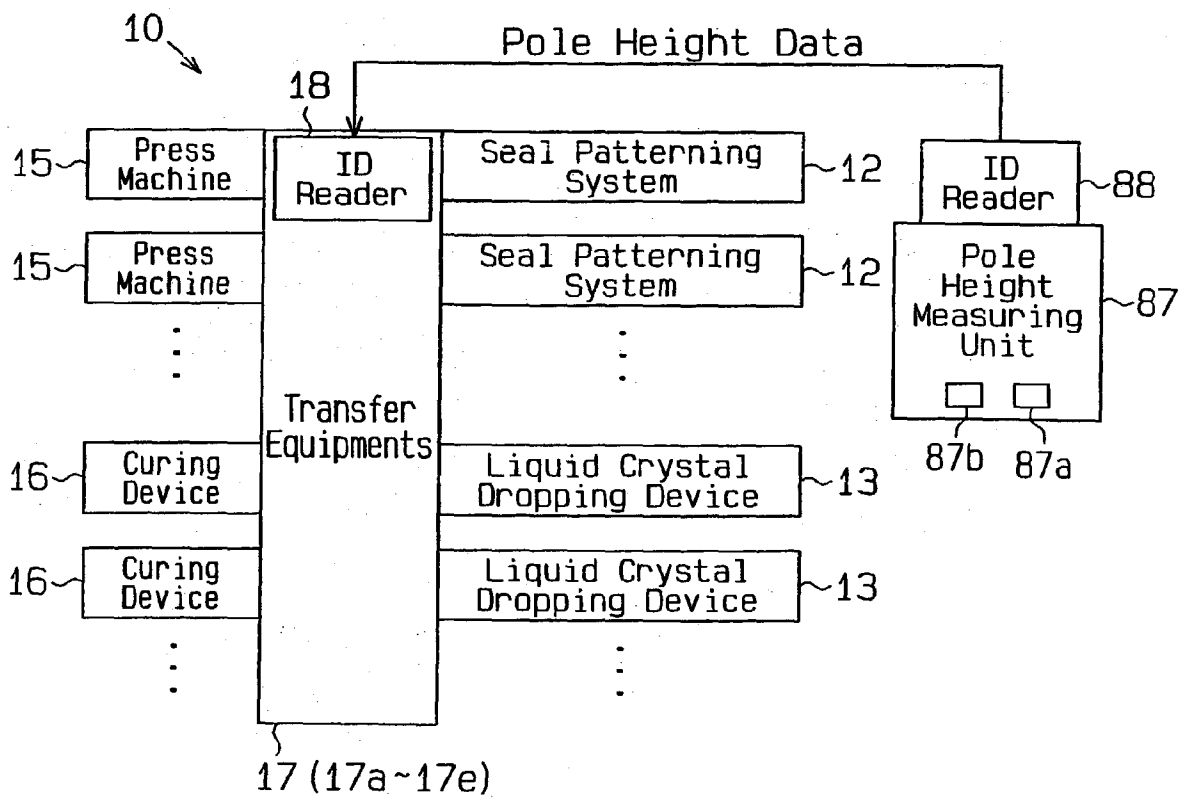 10
Pole Height Data
18
15
Press
Machine
ID
Reader
Seal Patterning
System
12
ID
Reader
88
15
Press
Machine
Seal Patterning
System
12
Pole
Height
Measuring
Unit
87
87b
87a
Transfer
Equipments
16
Curing
Device
Liquid Crystal
Dropping Device
13
16
Curing
Device
Liquid Crystal
Dropping Device
13
17 (17a~17e)